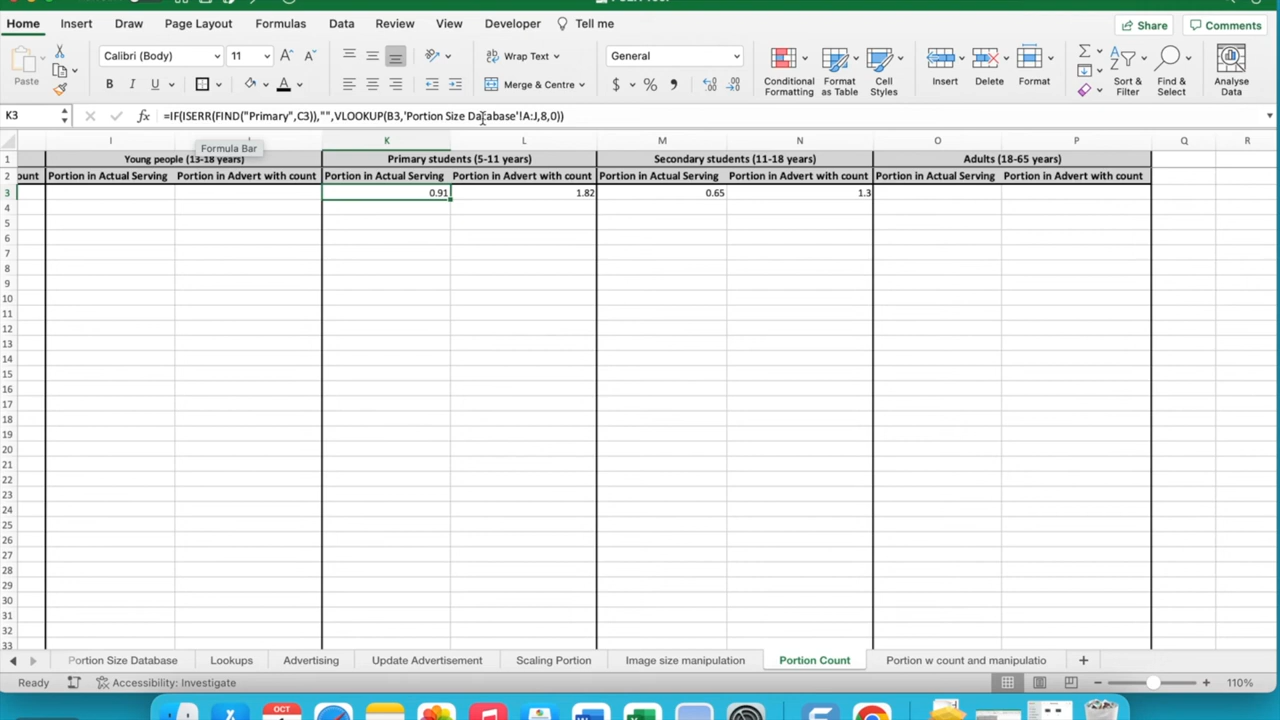 Home Insert Draw Page Layout Formulas Data Review View Developer Tell me Share Comments
Paste Calibri (Body) 11 A A Wrap Text General Conditional Formatting Format as Table Cell Styles Insert Delete Format Sort & Filter Find & Select Analyse Data
B I U A Merge & Centre $ %
K3 fx =IF(ISERR(FIND("Primary",C3)),"",VLOOKUP(B3,'Portion Size Database'!A:J,8,0))
I K L M N O P Q R
Formula Bar
1 Young people (13-18 years) Primary students (5-11 years) Secondary students (11-18 years) Adults (18-65 years)
2 ount Portion in Actual Serving Portion in Advert with count Portion in Actual Serving Portion in Advert with count Portion in Actual Serving Portion in Advert with count Portion in Actual Serving Portion in Advert with count
3 0.91 1.82 0.65 1.3
4
5
6
7
8
9
10
11
12
13
14
15
16
17
18
19
20
21
22
23
24
25
26
27
28
29
30
31
32
33
Portion Size Database Lookups Advertising Update Advertisement Scaling Portion Image size manipulation Portion Count Portion w count and manipulatio
Ready Accessibility: Investigate 110%
OCT